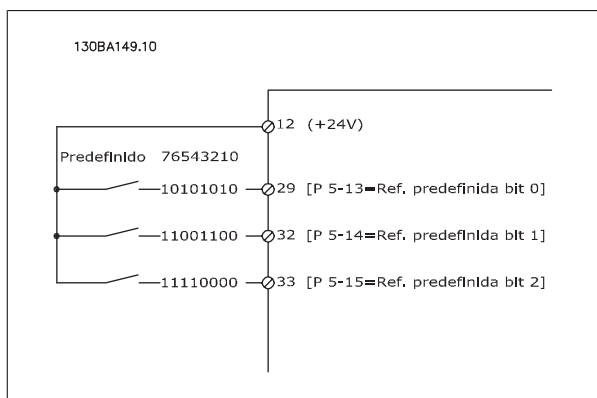 130BA149.10
12 (+24V)
Predefinido 76543210
10101010 29 [P 5-13=Ref. predefinida bit 0]
11001100 32 [P 5-14=Ref. predefinida bit 1]
11110000 33 [P 5-15=Ref. predefinida bit 2]